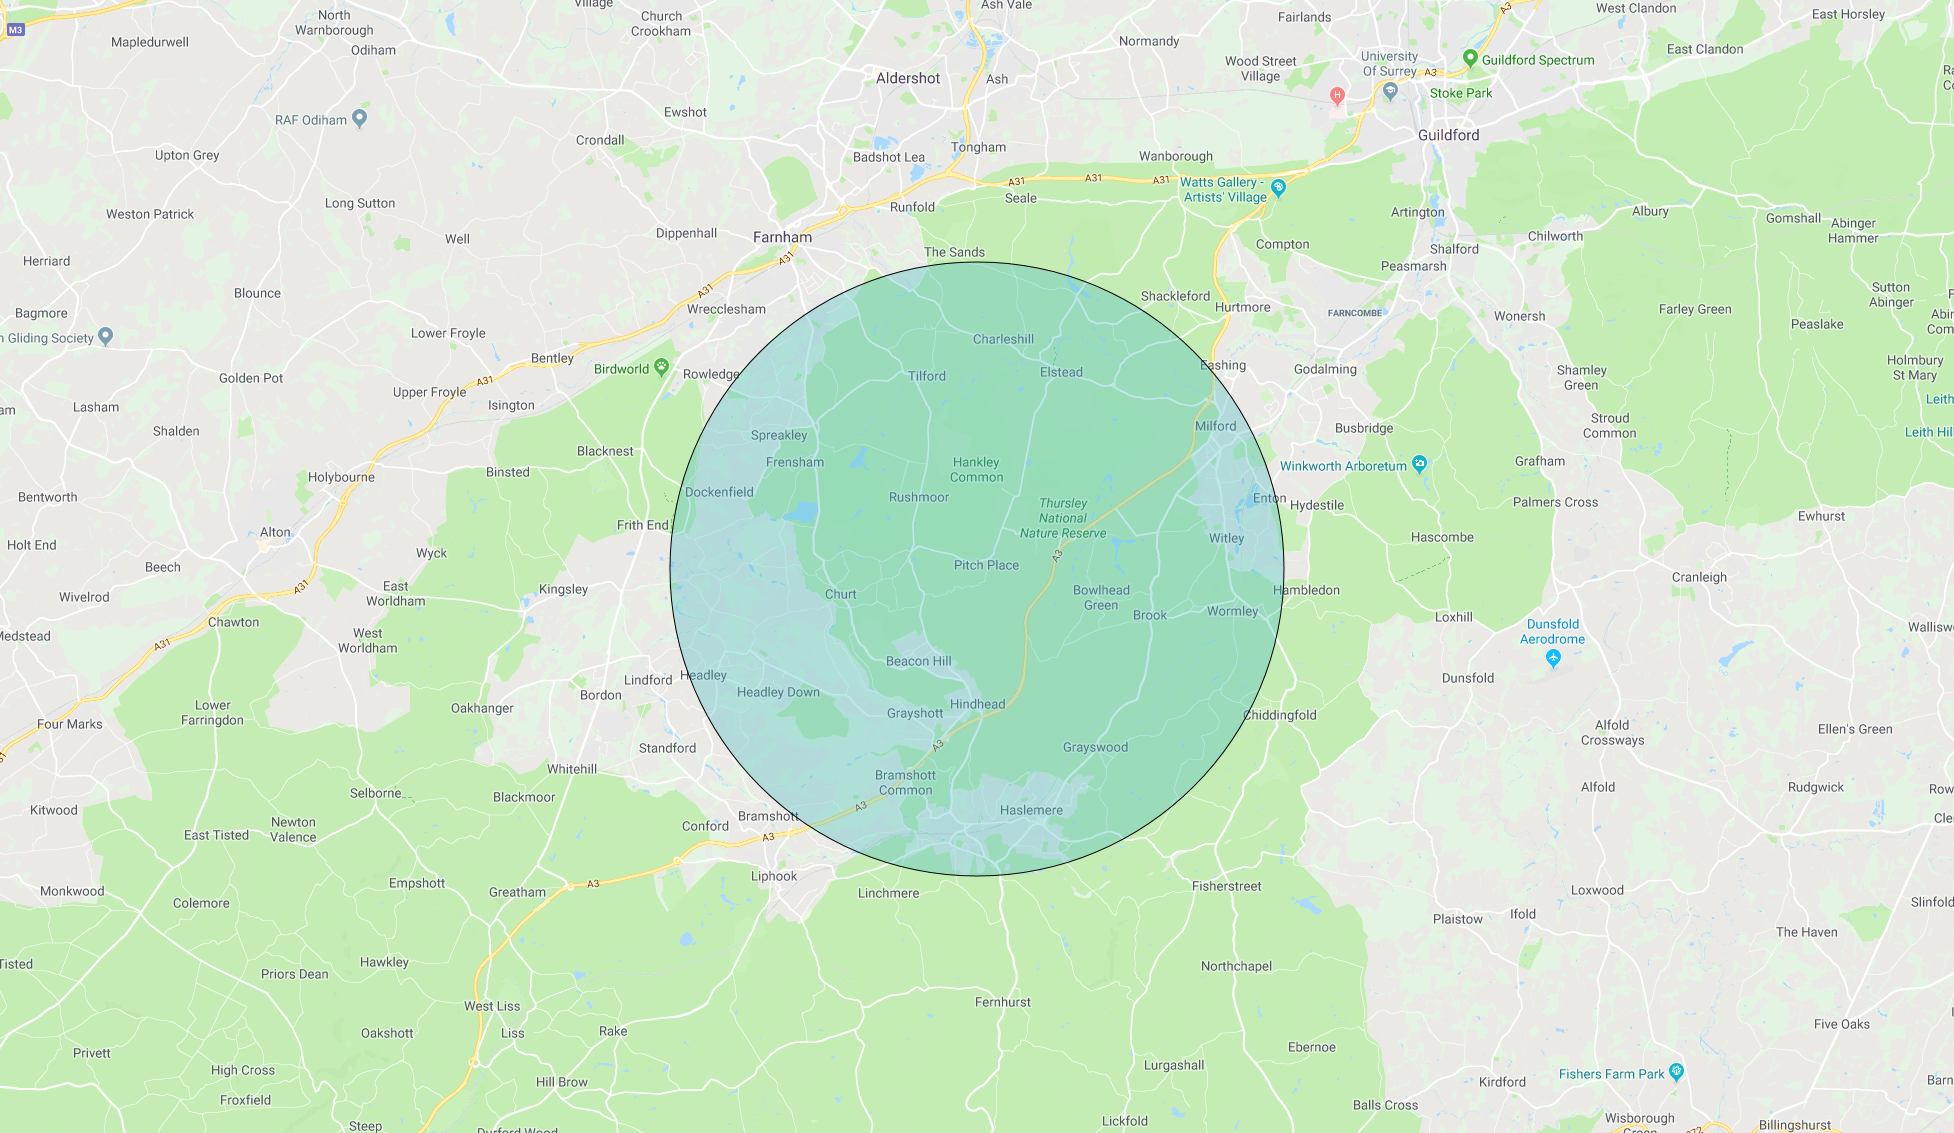 Village
Ash Vale
West Clandon
East Horsley
North
Warnborough
Church
Crookham
Fairlands
A3
M3
Mapledurwell
Odiham
Normandy
East Clandon
Wood Street
Village
University
Of Surrey
Guildford Spectrum
A3
Aldershot
Ash
Stoke Park
H
RAF Odiham
Ewshot
Guildford
Crondall
Tongham
Upton Grey
Badshot Lea
Wanborough
A31
A31
A31
Watts Gallery -
Artists' Village
Long Sutton
Seale
Runfold
Weston Patrick
Artington
Albury
Gomshall
Abinger
Hammer
Well
Dippenhall
Farnham
Chilworth
Compton
Shalford
The Sands
A31
Herriard
Peasmarsh
Blounce
A31
Shackleford
Sutton
Abinger
Bagmore
Wrecclesham
Hurtmore
FARNCOMBE
Wonersh
Farley Green
Peaslake
n Gliding Society
Lower Froyle
Charleshill
Bentley
Birdworld
Rowledge
Tilford
Elstead
Eashing
Godalming
Shamley
Green
Holmbury
St Mary
Golden Pot
A31
Upper Froyle
Isington
Lasham
Leith
Shalden
Spreakley
Milford
Busbridge
Stroud
Common
Leith Hil
Blacknest
Frensham
Hankley
Common
Winkworth Arboretum
Grafham
Holybourne
Binsted
Bentworth
Dockenfield
Rushmoor
Thursley
National
Nature Reserve
Enton
Hydestile
Palmers Cross
Ewhurst
Frith End
Alton
Holt End
Witley
Hascombe
Wyck
A3
Beech
Pitch Place
Cranleigh
A31
East
Worldham
Kingsley
Churt
Bowlhead
Green
Hambledon
Wivelrod
Brook
Wormley
Loxhill
Chawton
Medstead
Dunsfold
Aerodrome
Wallisw
A31
West
Worldham
Beacon Hill
Headley
Lindford
Bordon
Headley Down
Dunsfold
Oakhanger
Hindhead
Grayshott
Chiddingfold
Lower
Farringdon
Four Marks
Alfold
Crossways
Ellen's Green
Standford
A3
Grayswood
Whitehill
Bramshott
Common
Alfold
Rudgwick
Selborne
Blackmoor
Kitwood
A3
Haslemere
Bramshott
Conford
A3
East Tisted
Newton
Valence
Liphook
Empshott
Greatham
A3
Linchmere
Fisherstreet
Monkwood
Loxwood
Colemore
Plaistow
Ifold
Slinfold
The Haven
Hawkley
Tisted
Priors Dean
Northchapel
West Liss
Fernhurst
Oakshott
Liss
Rake
Five Oaks
Privett
Ebernoe
High Cross
Lurgashall
Hill Brow
Kirdford
Fishers Farm Park
Froxfield
Balls Cross
Lickfold
Wisborough
Green
Billingshurst
Steep
Durford Wood